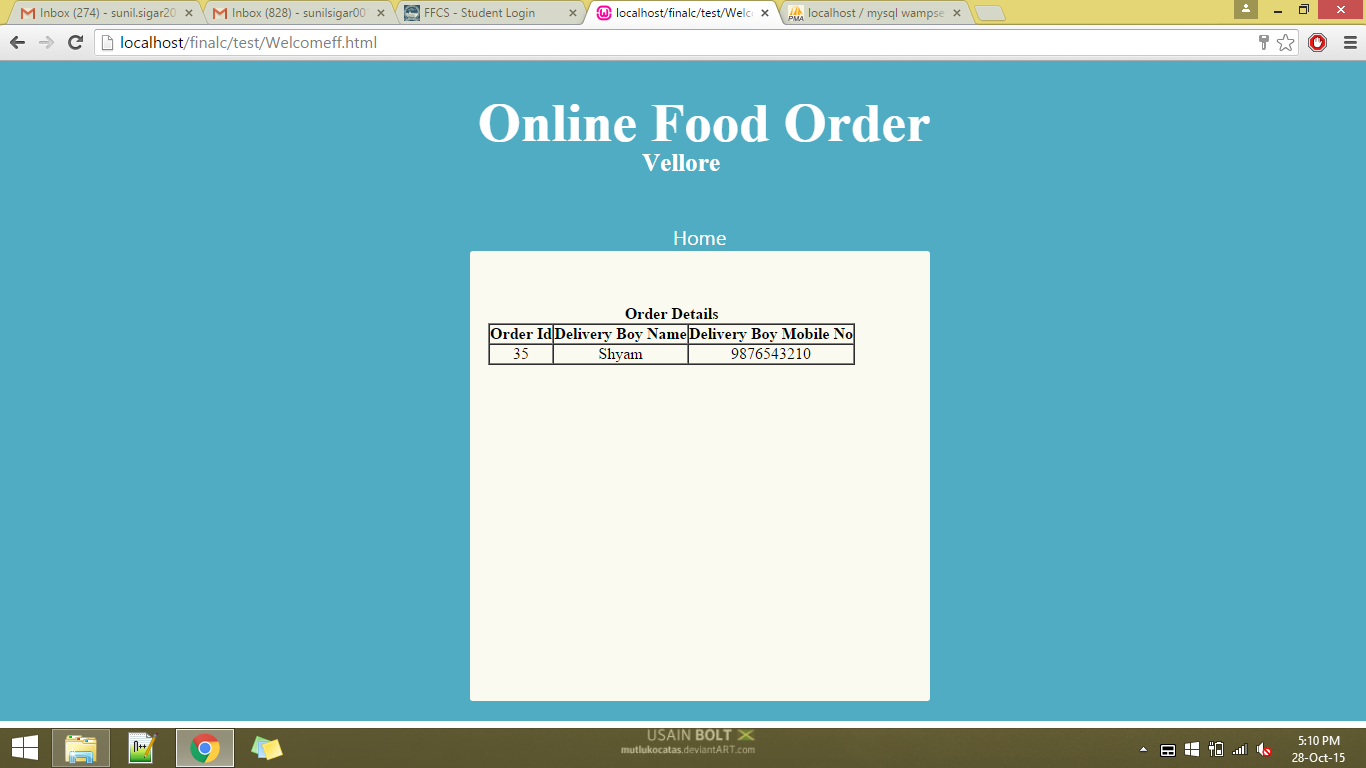 Inbox (274) - sunil.sigar20
Inbox (828) - sunilsigar00
FFCS - Student Login
localhost/finalc/test/Welc
localhost / mysql wampse
localhost/finalc/test/Welcomeff.html
Online Food Order
Vellore
Home
Order Details
Order Id Delivery Boy Name Delivery Boy Mobile No
35 Shyam 9876543210
USAIN BOLT
mutlukocatas.deviantART.com
5:10 PM
28-Oct-15